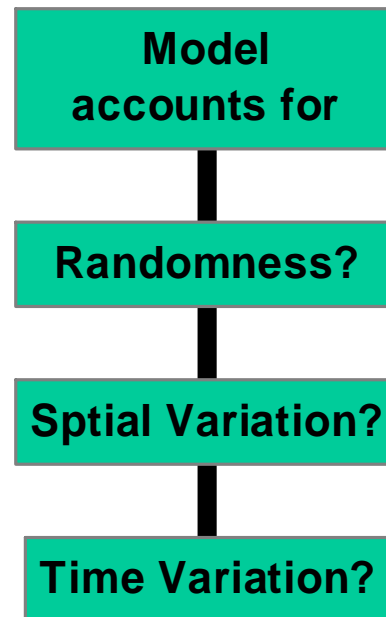 Model
accounts for
Randomness?
Sptial Variation?
Time Variation?